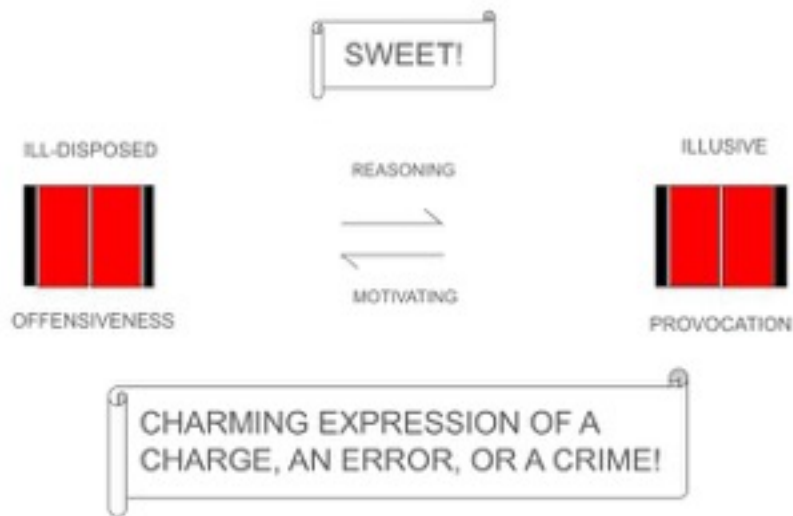 SWEET!
ILL-DISPOSED
ILLUSIVE
REASONING
MOTIVATING
OFFENSIVENESS
PROVOCATION
CHARMING EXPRESSION OF A
CHARGE, AN ERROR, OR A CRIME!